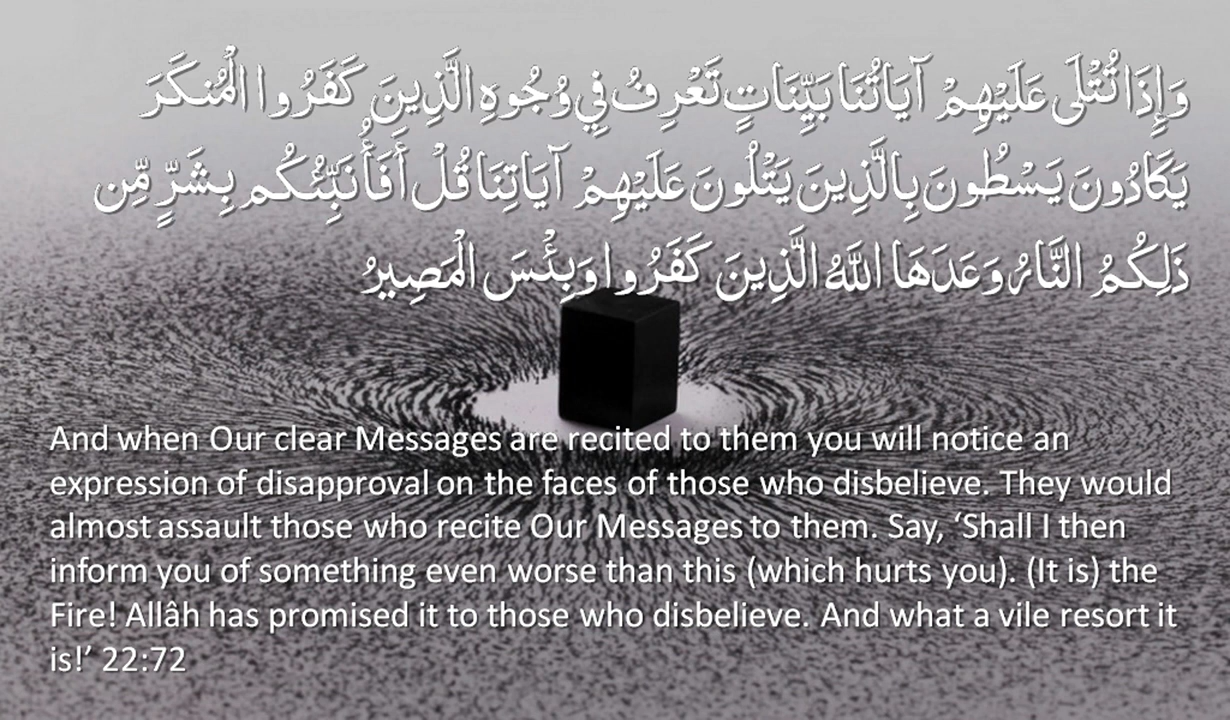 وَإِذَا تُتْلَى عَلَيْهِمْ آيَاتُنَا بَيِّنَاتٍ تَعْرِفُ فِي وُجُوهِ الَّذِينَ كَفَرُوا الْمُنكَرَ
يَكَادُونَ يَسْطُونَ بِالَّذِينَ يَتْلُونَ عَلَيْهِمْ آيَاتِنَا قُلْ أَفَأُنَبِّئُكُم بِشَرٍّ مِّن
ذَلِكُمُ النَّارُ وَعَدَهَا اللَّهُ الَّذِينَ كَفَرُوا وَبِئْسَ الْمَصِيرُ
And when Our clear Messages are recited to them you will notice an
expression of disapproval on the faces of those who disbelieve. They would
almost assault those who recite Our Messages to them. Say, ‘Shall I then
inform you of something even worse than this (which hurts you). (It is) the
Fire! Allâh has promised it to those who disbelieve. And what a vile resort it
is!’ 22:72